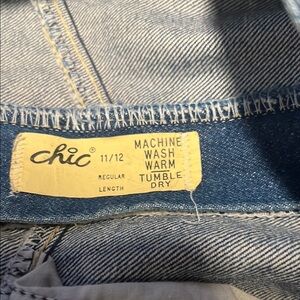 chic® 11/12
REGULAR
LENGTH
MACHINE
WASH
WARM
TUMBLE
DRY